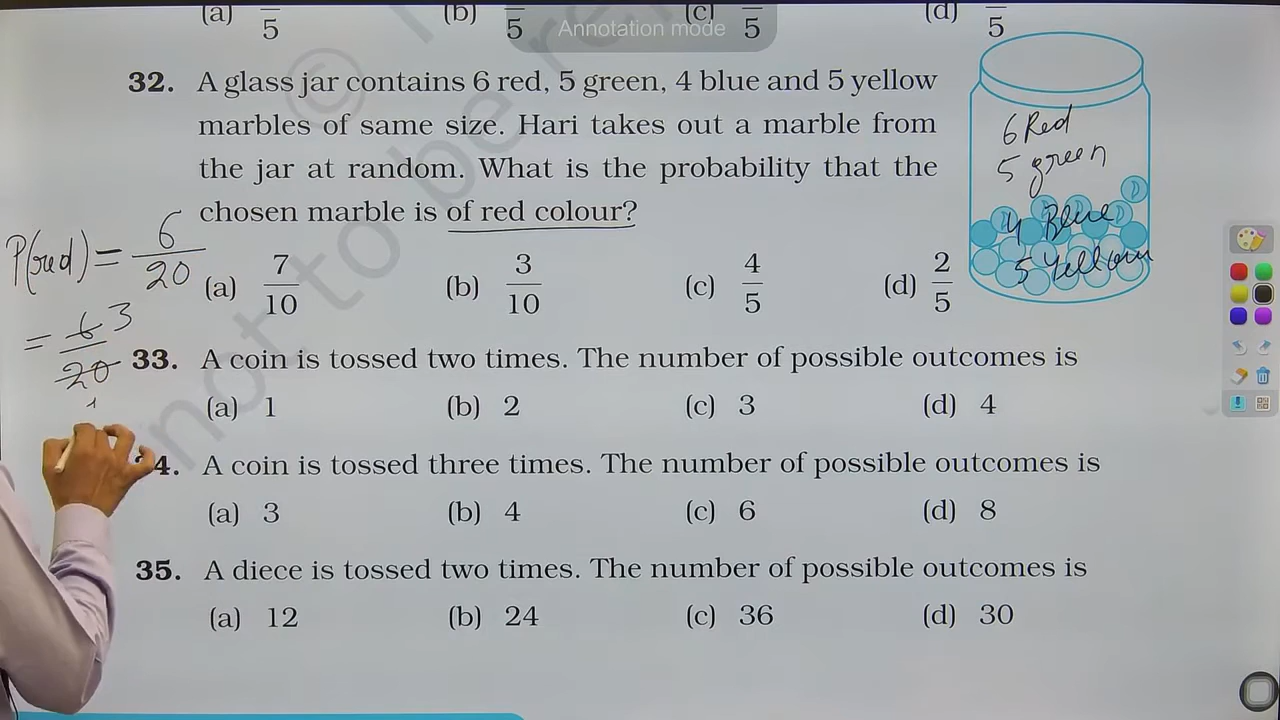 (a) 5 (b) 5 (c) 5 (d) 5
Annotation mode
32. A glass jar contains 6 red, 5 green, 4 blue and 5 yellow
marbles of same size. Hari takes out a marble from
the jar at random. What is the probability that the
chosen marble is of red colour?
(a) 7/10 (b) 3/10 (c) 4/5 (d) 2/5
6 Red
5 green
4 Blue
5 Yellow
P(red) = 6/20
= 6/20 3
33. A coin is tossed two times. The number of possible outcomes is
(a) 1 (b) 2 (c) 3 (d) 4
4. A coin is tossed three times. The number of possible outcomes is
(a) 3 (b) 4 (c) 6 (d) 8
35. A diece is tossed two times. The number of possible outcomes is
(a) 12 (b) 24 (c) 36 (d) 30
© not to be re